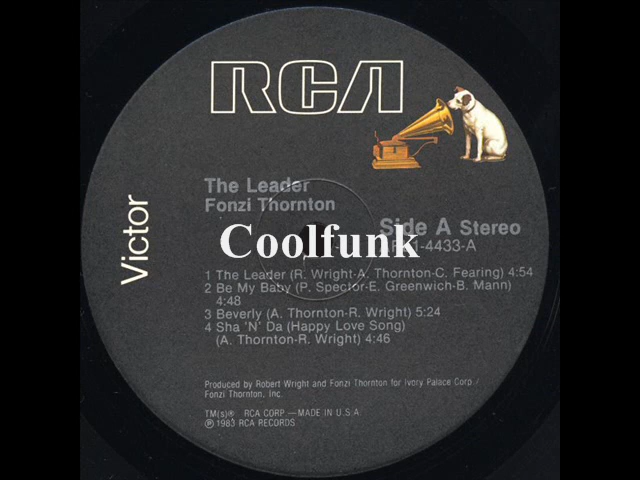 RCA
Victor
The Leader
Fonzi Thornton
Side A Stereo
1-4433-A
Coolfunk
1 The Leader (R. Wright-A. Thornton-C. Fearing) 4:54
2 Be My Baby (P. Spector-E. Greenwich-B. Mann)
4:48
3 Beverly (A. Thornton-R. Wright) 5:24
4 Sha 'N' Da (Happy Love Song)
(A. Thornton-R. Wright) 4:46
Produced by Robert Wright and Fonzi Thornton for Ivory Palace Corp./
Fonzi Thornton, Inc.
TM(s)® RCA CORP.—MADE IN U.S.A.
℗ 1983 RCA RECORDS